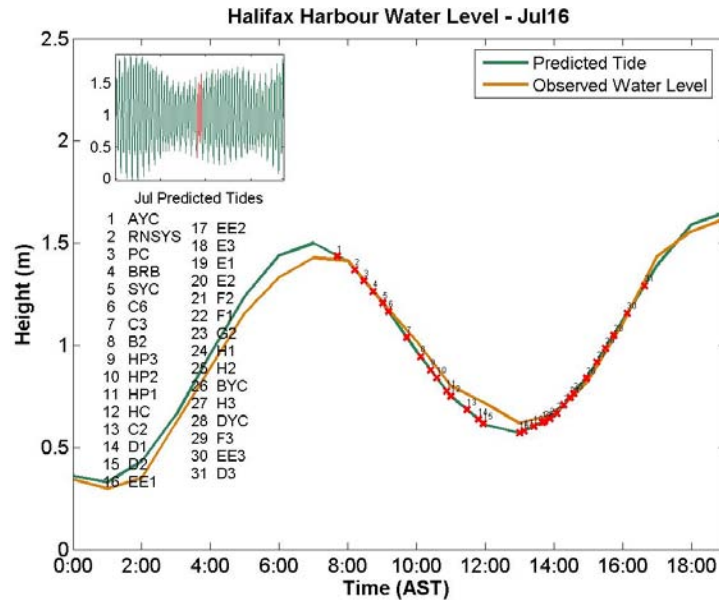 Halifax Harbour Water Level - Jul16
2.5
2
1.5
1
0.5
0
Height (m)
1.5
1
0.5
0
Jul Predicted Tides
Predicted Tide
Observed Water Level
1 AYC
2 RNSYS
3 PC
4 BRB
5 SYC
6 C6
7 C3
8 B2
9 HP3
10 HP2
11 HP1
12 HC
13 C2
14 D1
15 D2
16 EE1
17 EE2
18 E3
19 E1
20 E2
21 F2
22 F1
23 G2
24 H1
25 H2
26 BYC
27 H3
28 DYC
29 F3
30 EE3
31 D3
0:00 2:00 4:00 6:00 8:00 10:00 12:00 14:00 16:00 18:00
Time (AST)